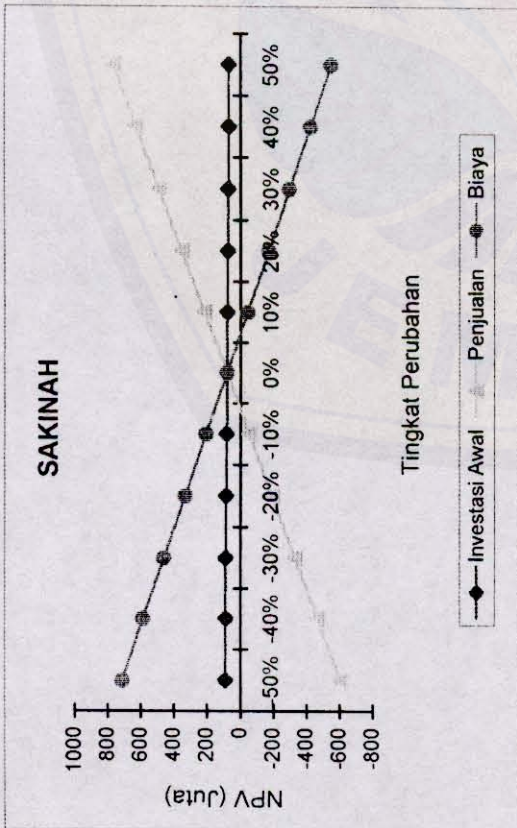 SAKINAH
NPV (Juta)
1000
800
600
400
200
0
-200
-400
-600
-800
-50% -40% -30% -20% -10% 0% 10% 20% 30% 40% 50%
Tingkat Perubahan
Investasi Awal Penjualan Biaya